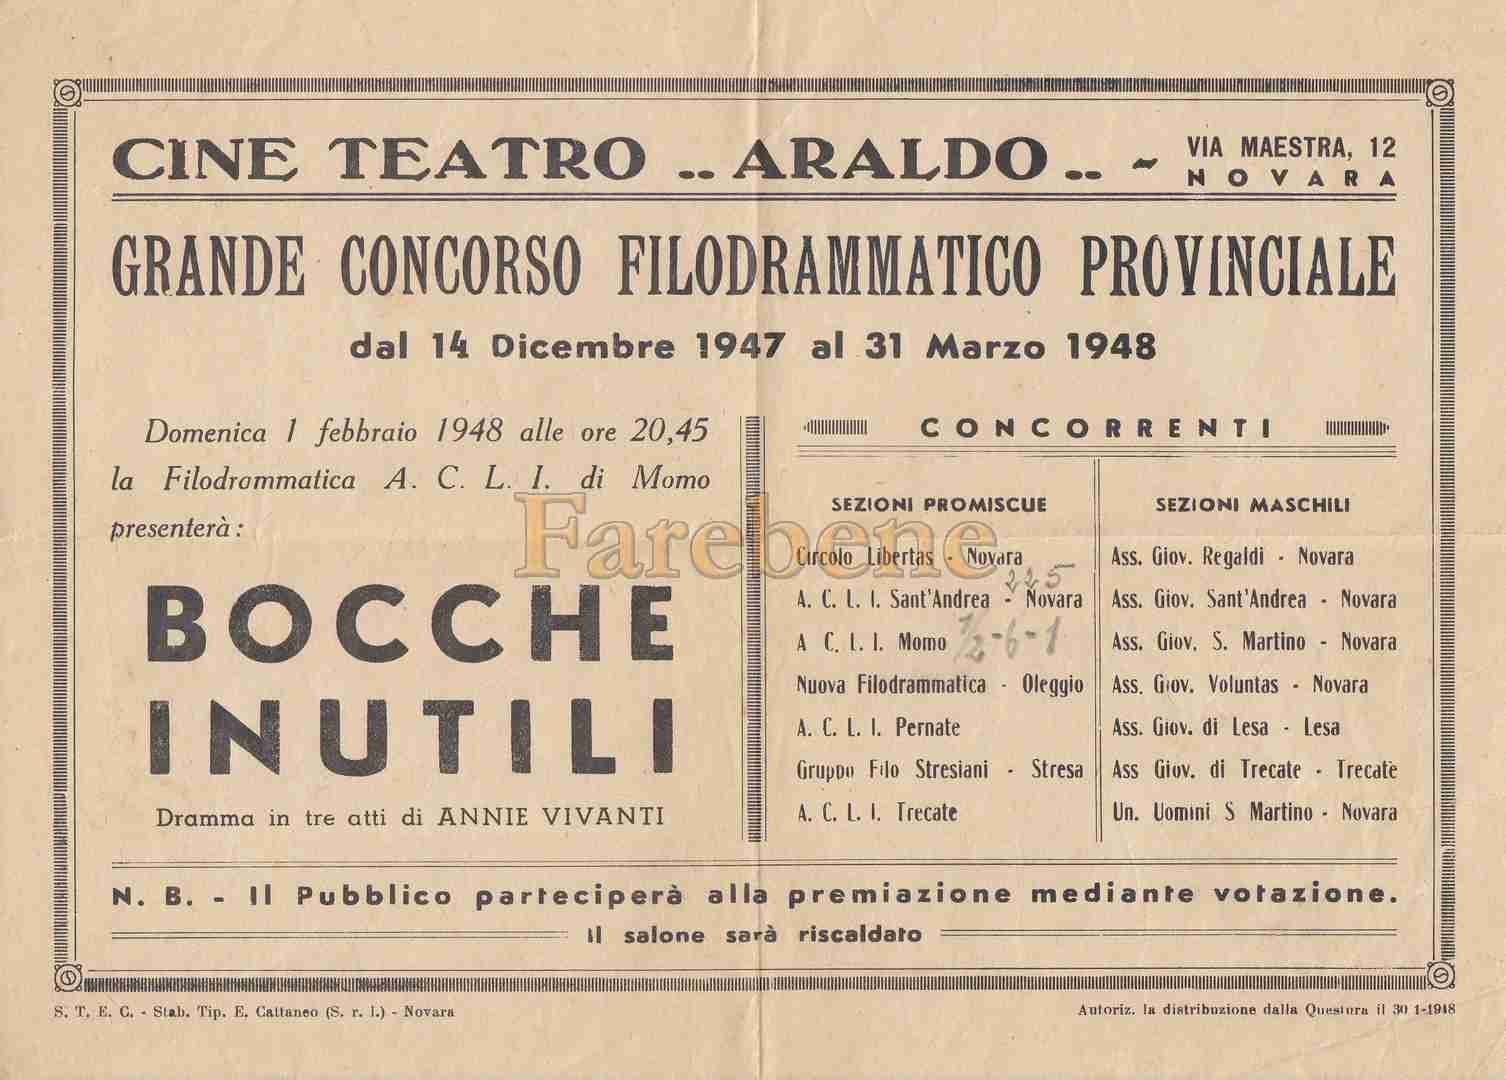 CINE TEATRO „ARALDO„ ~ VIA MAESTRA, 12
NOVARA
GRANDE CONCORSO FILODRAMMATICO PROVINCIALE
dal 14 Dicembre 1947 al 31 Marzo 1948
Domenica 1 febbraio 1948 alle ore 20,45
la Filodrammatica A. C. L. I. di Momo
presenterà :
BOCCHE
INUTILI
Dramma in tre atti di ANNIE VIVANTI
CONCORRENTI
SEZIONI PROMISCUE
Circolo Libertas - Novara
225
A. C. L. I. Sant'Andrea - Novara
A C. L. I. Momo
Nuova Filodrammatica - Oleggio
A. C. L. I. Pernate
Gruppo Filo Stresiani - Stresa
A. C. L. I. Trecate
SEZIONI MASCHILI
Ass. Giov. Regaldi - Novara
Ass. Giov. Sant'Andrea - Novara
Ass. Giov. S. Martino - Novara
Ass. Giov. Voluntas - Novara
Ass. Giov. di Lesa - Lesa
Ass Giov. di Trecate - Trecate
Un. Uomini S Martino - Novara
Farebene
N. B. - Il Pubblico parteciperà alla premiazione mediante votazione.
Il salone sarà riscaldato
S. T. E. C. - Stab. Tip. E. Cattaneo (S. r. l.) - Novara
Autoriz. la distribuzione dalla Questura il 30 1-1948